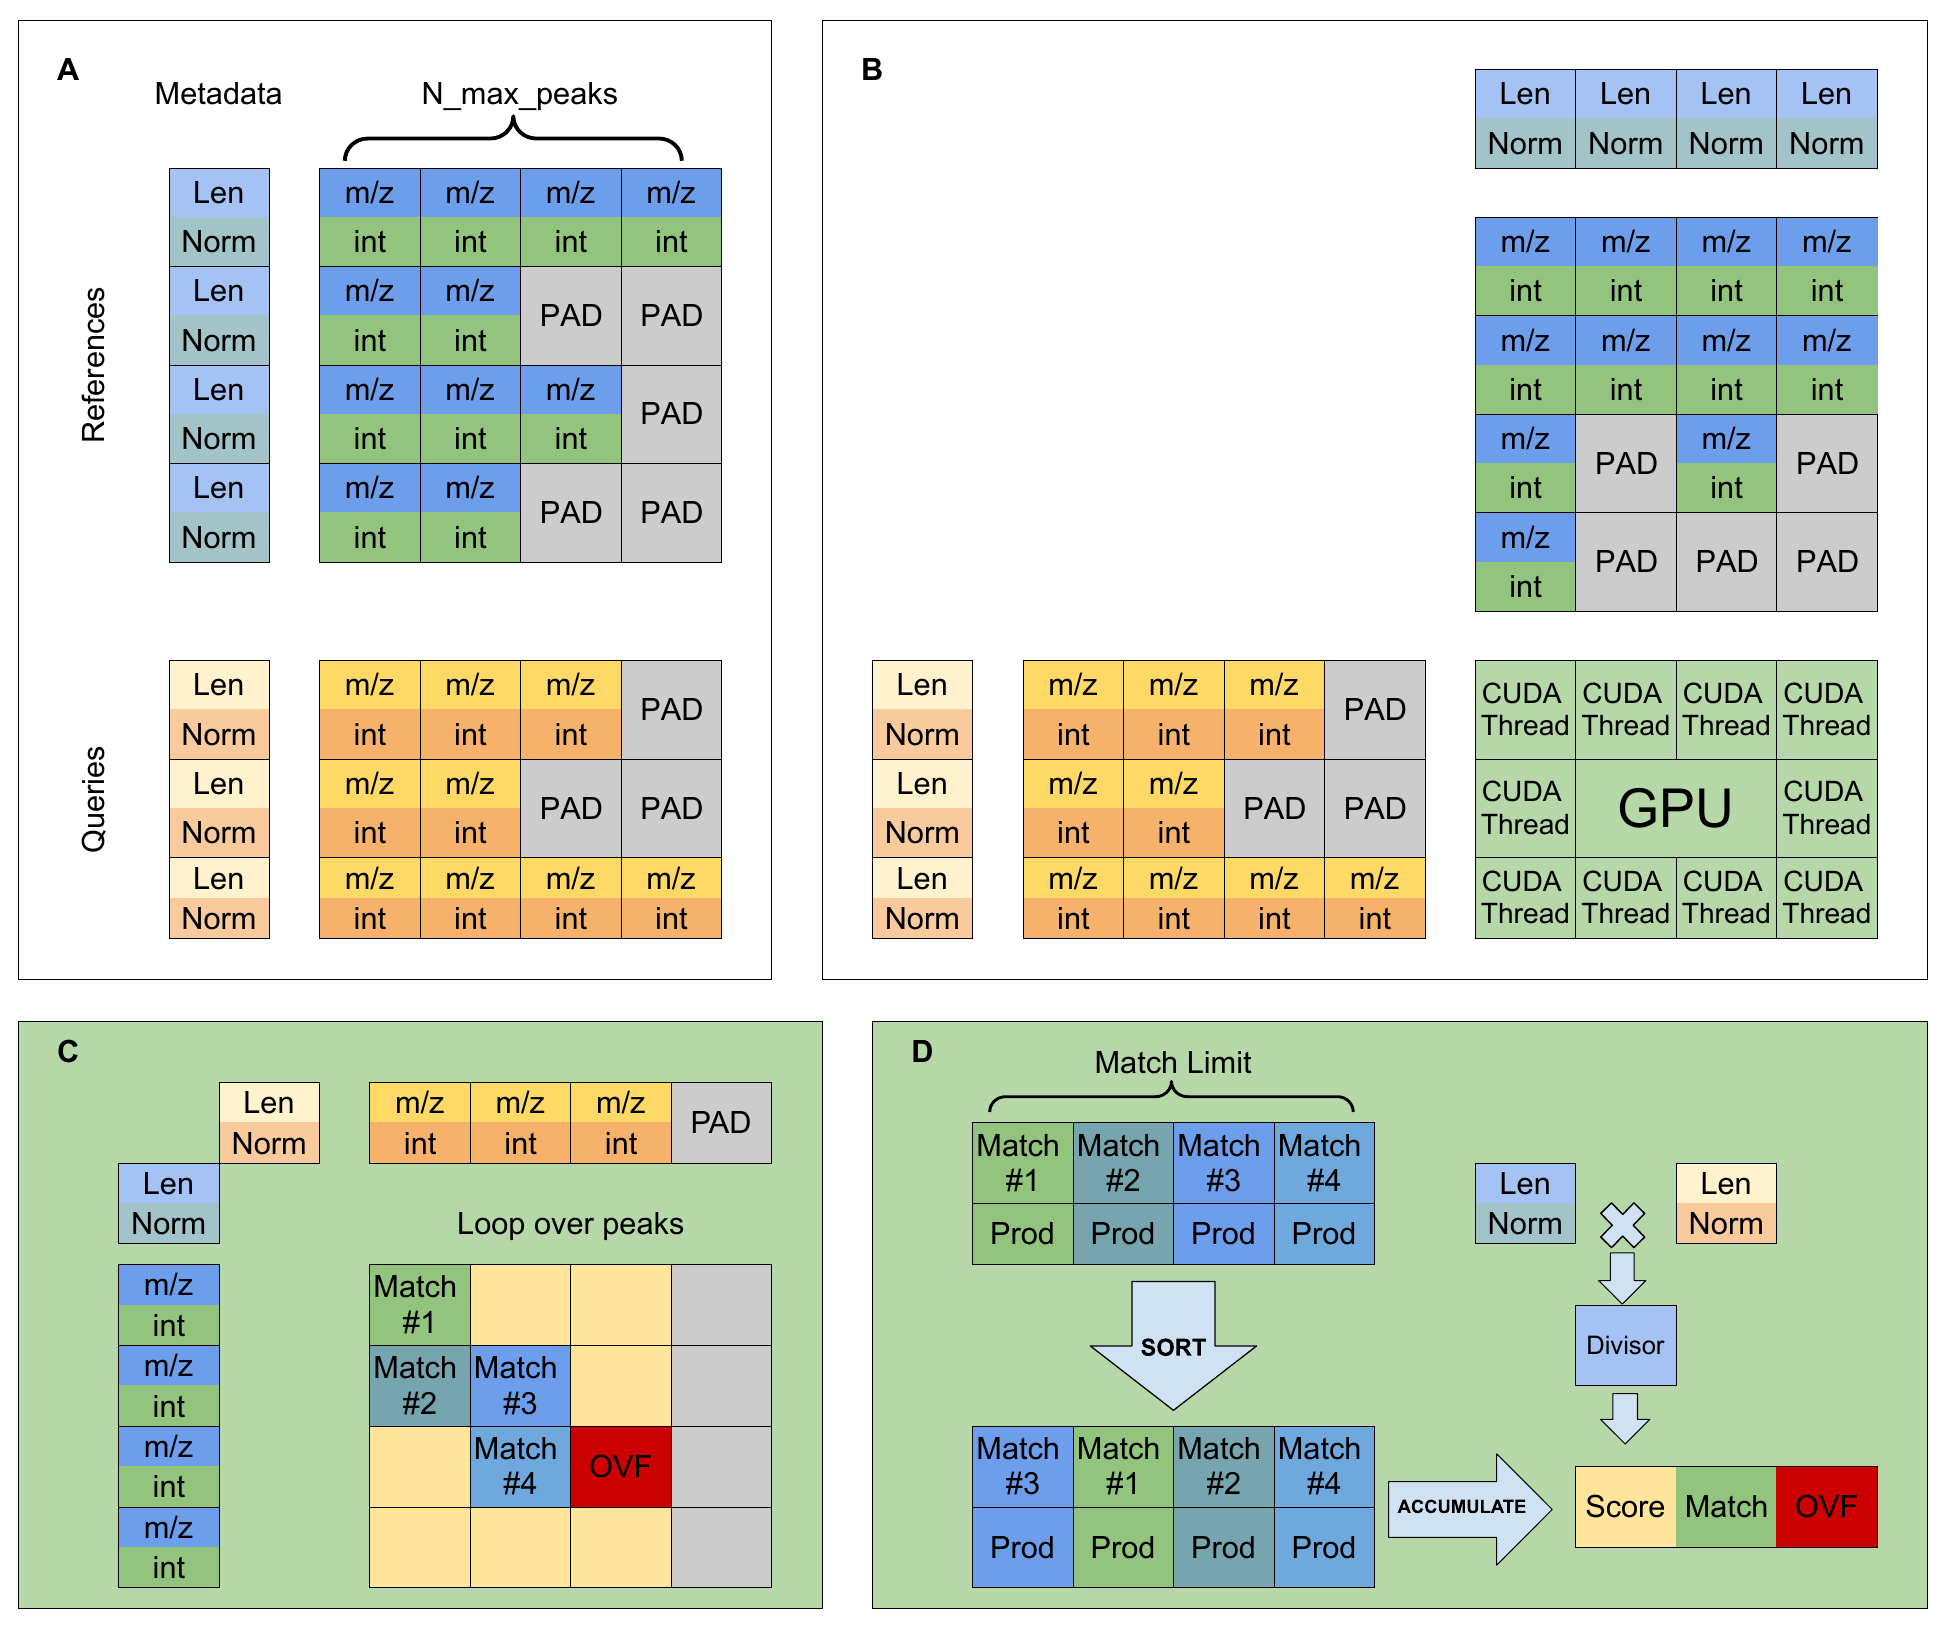 A
Metadata N_max_peaks
References
Len m/z m/z m/z m/z
Norm int int int int
Len m/z m/z PAD PAD
Norm int int
Len m/z m/z m/z PAD
Norm int int int
Len m/z m/z PAD PAD
Norm int int
Queries
Len m/z m/z m/z PAD
Norm int int int
Len m/z m/z PAD PAD
Norm int int
Len m/z m/z m/z m/z
Norm int int int int
B
Len Len Len Len
Norm Norm Norm Norm
m/z m/z m/z m/z
int int int int
m/z m/z m/z m/z
int int int int
m/z PAD m/z PAD
int int
m/z PAD PAD PAD
int
Len m/z m/z m/z PAD
Norm int int int
Len m/z m/z PAD PAD
Norm int int
Len m/z m/z m/z m/z
Norm int int int int
CUDA CUDA CUDA CUDA
Thread Thread Thread Thread
CUDA GPU CUDA
Thread Thread
CUDA CUDA CUDA CUDA
Thread Thread Thread Thread
C
Len m/z m/z m/z PAD
Norm int int int
Len
Norm
Loop over peaks
m/z
int
m/z
int
m/z
int
m/z
int
Match
#1
Match Match
#2 #3
Match OVF
#4
D
Match Limit
Match Match Match Match
#1 #2 #3 #4
Prod Prod Prod Prod
SORT
Match Match Match Match
#3 #1 #2 #4
Prod Prod Prod Prod
ACCUMULATE
Len Len
Norm Norm
Divisor
Score Match OVF